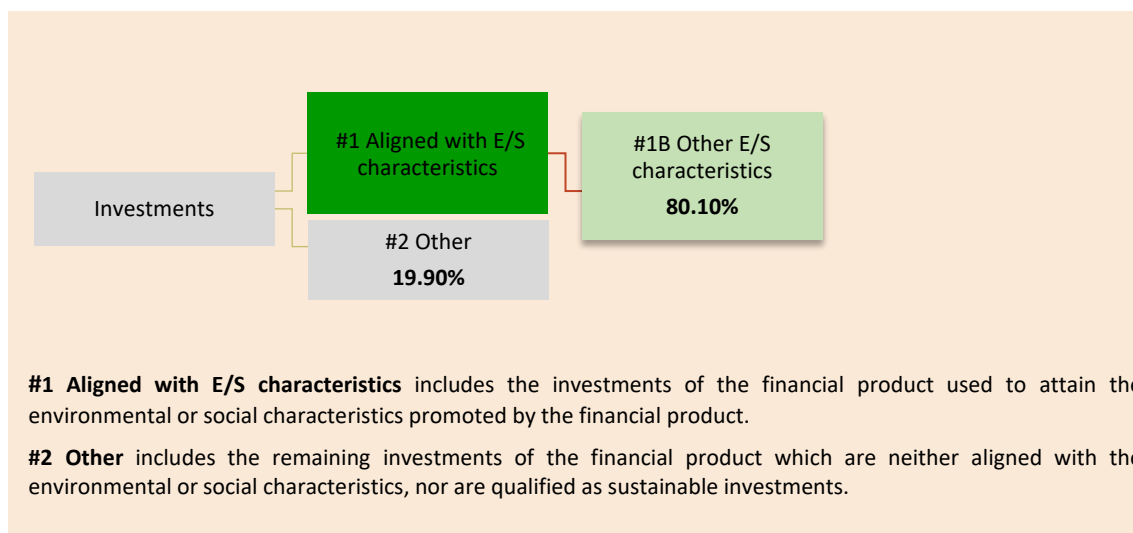 #1 Aligned with E/S
characteristics
#1B Other E/S
characteristics
80.10%
Investments
#2 Other
19.90%
#1 Aligned with E/S characteristics includes the investments of the financial product used to attain the
environmental or social characteristics promoted by the financial product.
#2 Other includes the remaining investments of the financial product which are neither aligned with the
environmental or social characteristics, nor are qualified as sustainable investments.